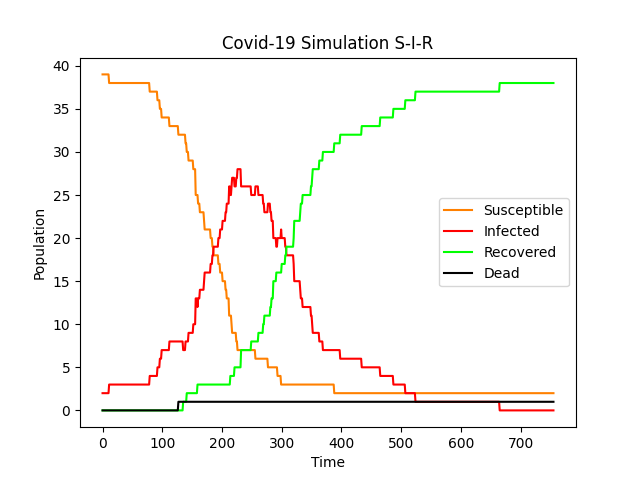 Covid-19 Simulation S-I-R
40
35
30
25
20
15
10
5
0
Population
Susceptible
Infected
Recovered
Dead
0 100 200 300 400 500 600 700
Time